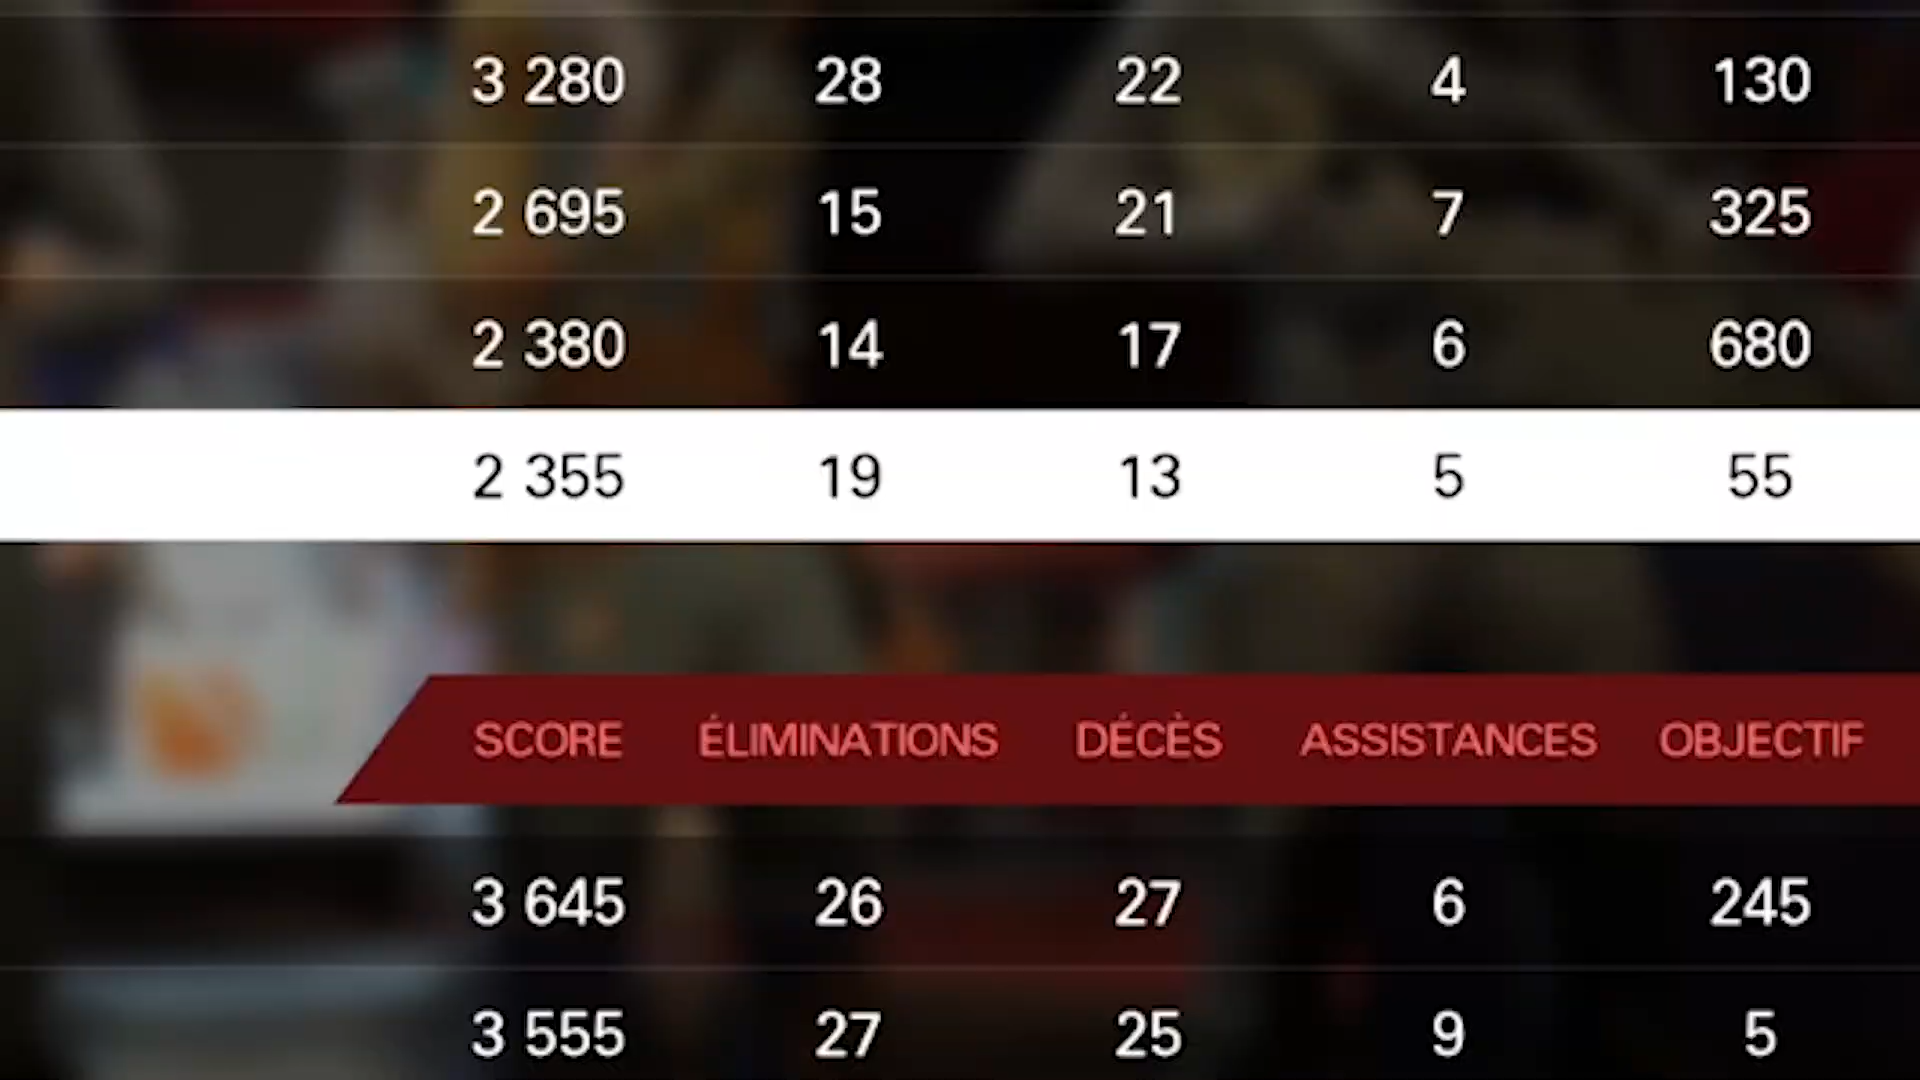 3 280 28 22 4 130
2 695 15 21 7 325
2 380 14 17 6 680
2 355 19 13 5 55
SCORE ÉLIMINATIONS DÉCÈS ASSISTANCES OBJECTIF
3 645 26 27 6 245
3 555 27 25 9 5